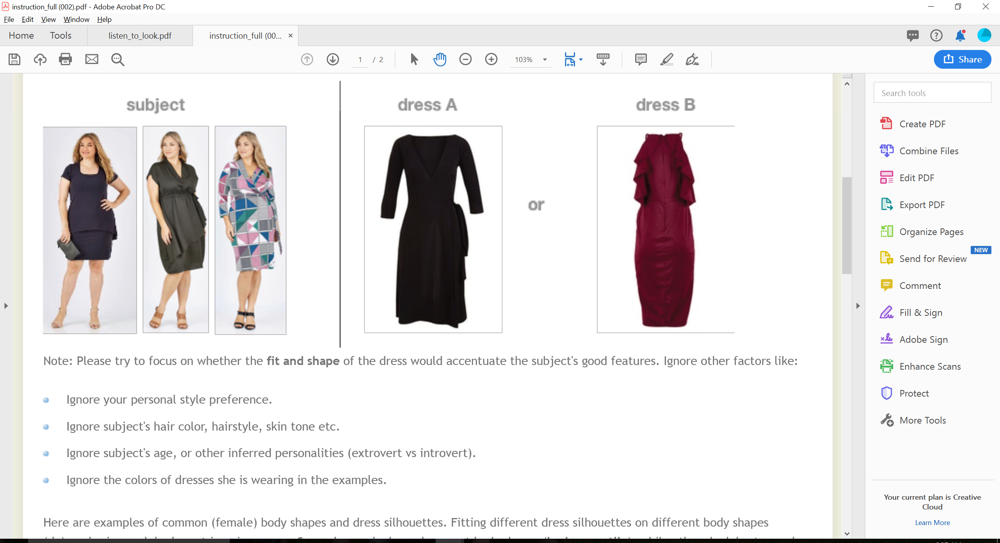 instruction_full (002).pdf - Adobe Acrobat Pro DC
File Edit View Window Help
Home Tools listen_to_look.pdf instruction_full (00... ×
1 / 2 103% Share
subject dress A dress B
or
Note: Please try to focus on whether the fit and shape of the dress would accentuate the subject's good features. Ignore other factors like:
Ignore your personal style preference.
Ignore subject's hair color, hairstyle, skin tone etc.
Ignore subject's age, or other inferred personalities (extrovert vs introvert).
Ignore the colors of dresses she is wearing in the examples.
Here are examples of common (female) body shapes and dress silhouettes. Fitting different dress silhouettes on different body shapes
Search tools
Create PDF
Combine Files
Edit PDF
Export PDF
Organize Pages
NEW
Send for Review
Comment
Fill & Sign
Adobe Sign
Enhance Scans
Protect
More Tools
Your current plan is Creative
Cloud
Learn More